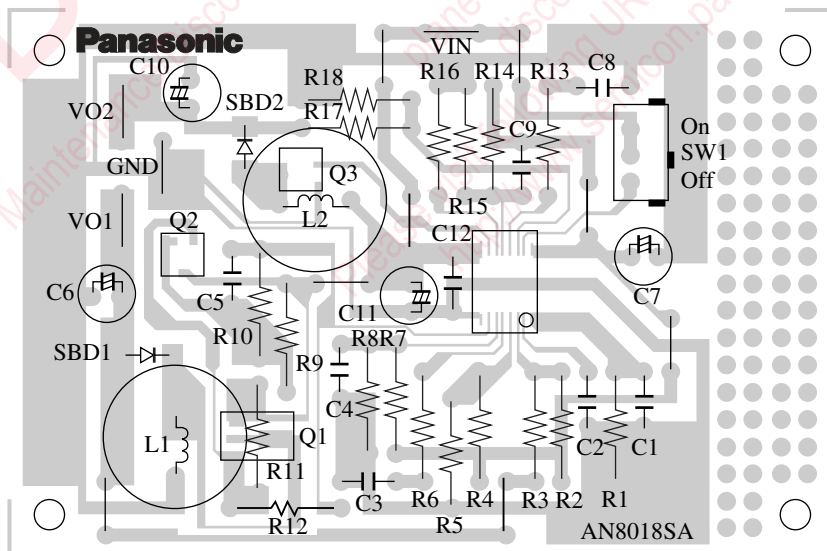 Panasonic
VIN
C10
R18
R16
R14
R13
C8
VO2
SBD2
R17
C9
On
SW1
Off
GND
Q3
R15
VO1
Q2
L2
C12
C6
C5
C11
C7
R10
R9
R8
R7
SBD1
C4
L1
Q1
C2
C1
R11
C3
R6
R4
R3
R2
R1
R12
R5
AN8018SA